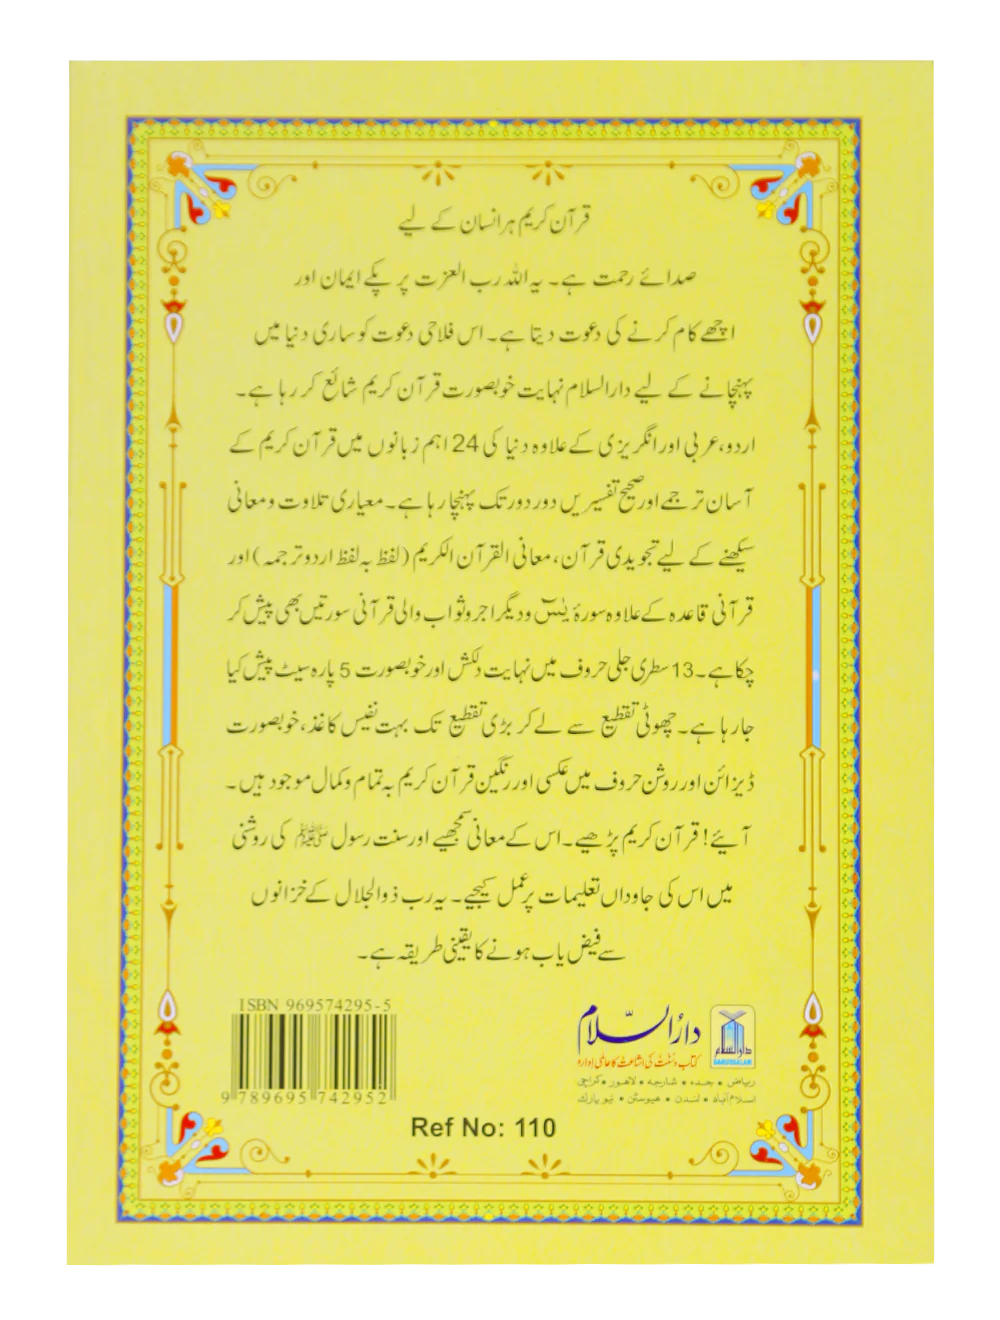 قرآن کریم ہر انسان کے لیے
صدائے رحمت ہے۔ یہ اللہ رب العزت پر پکے ایمان اور
اچھے کام کرنے کی دعوت دیتا ہے۔ اس فلاحی دعوت کو ساری دنیا میں
پہنچانے کے لیے دارالسلام نہایت خوبصورت قرآن کریم شائع کر رہا ہے۔
اردو، عربی اور انگریزی کے علاوہ دنیا کی 24 اہم زبانوں میں قرآن کریم کے
آسان ترجمے اور صحیح تفسیریں دور دور تک پہنچا رہا ہے۔ معیاری تلاوت و معانی
سیکھنے کے لیے تجویدی قرآن، معانی القرآن الکریم (لفظ بہ لفظ اردو ترجمہ) اور
قرآنی قاعدہ کے علاوہ سورۂ یٰسٓ و دیگر اجر و ثواب والی قرآنی سورتیں بھی پیش کر
چکا ہے۔ 13 سطری جلی حروف میں نہایت دلکش اور خوبصورت 5 پارہ سیٹ پیش کیا
جا رہا ہے۔ چھوٹی تقطیع سے لے کر بڑی تقطیع تک بہت نفیس کاغذ، خوبصورت
ڈیزائن اور روشن حروف میں عکسی اور رنگین قرآن کریم بہ تمام و کمال موجود ہیں۔
آئیے! قرآن کریم پڑھیے۔ اس کے معانی سمجھیے اور سنت رسول ﷺ کی روشنی
میں اس کی جاوداں تعلیمات پر عمل کیجیے۔ یہ رب ذوالجلال کے خزانوں
سے فیض یاب ہونے کا یقینی طریقہ ہے۔
دارالسّلام
کتاب و سُنّت کی اشاعت کا عالمی ادارہ
ریاض • جدہ • شارجہ • لاہور • کراچی
اسلام آباد • لندن • ہیوسٹن • نیو یارک
دارالسلام
DARUSSALAM
ISBN 969574295-5
9 789695 742952
Ref No: 110